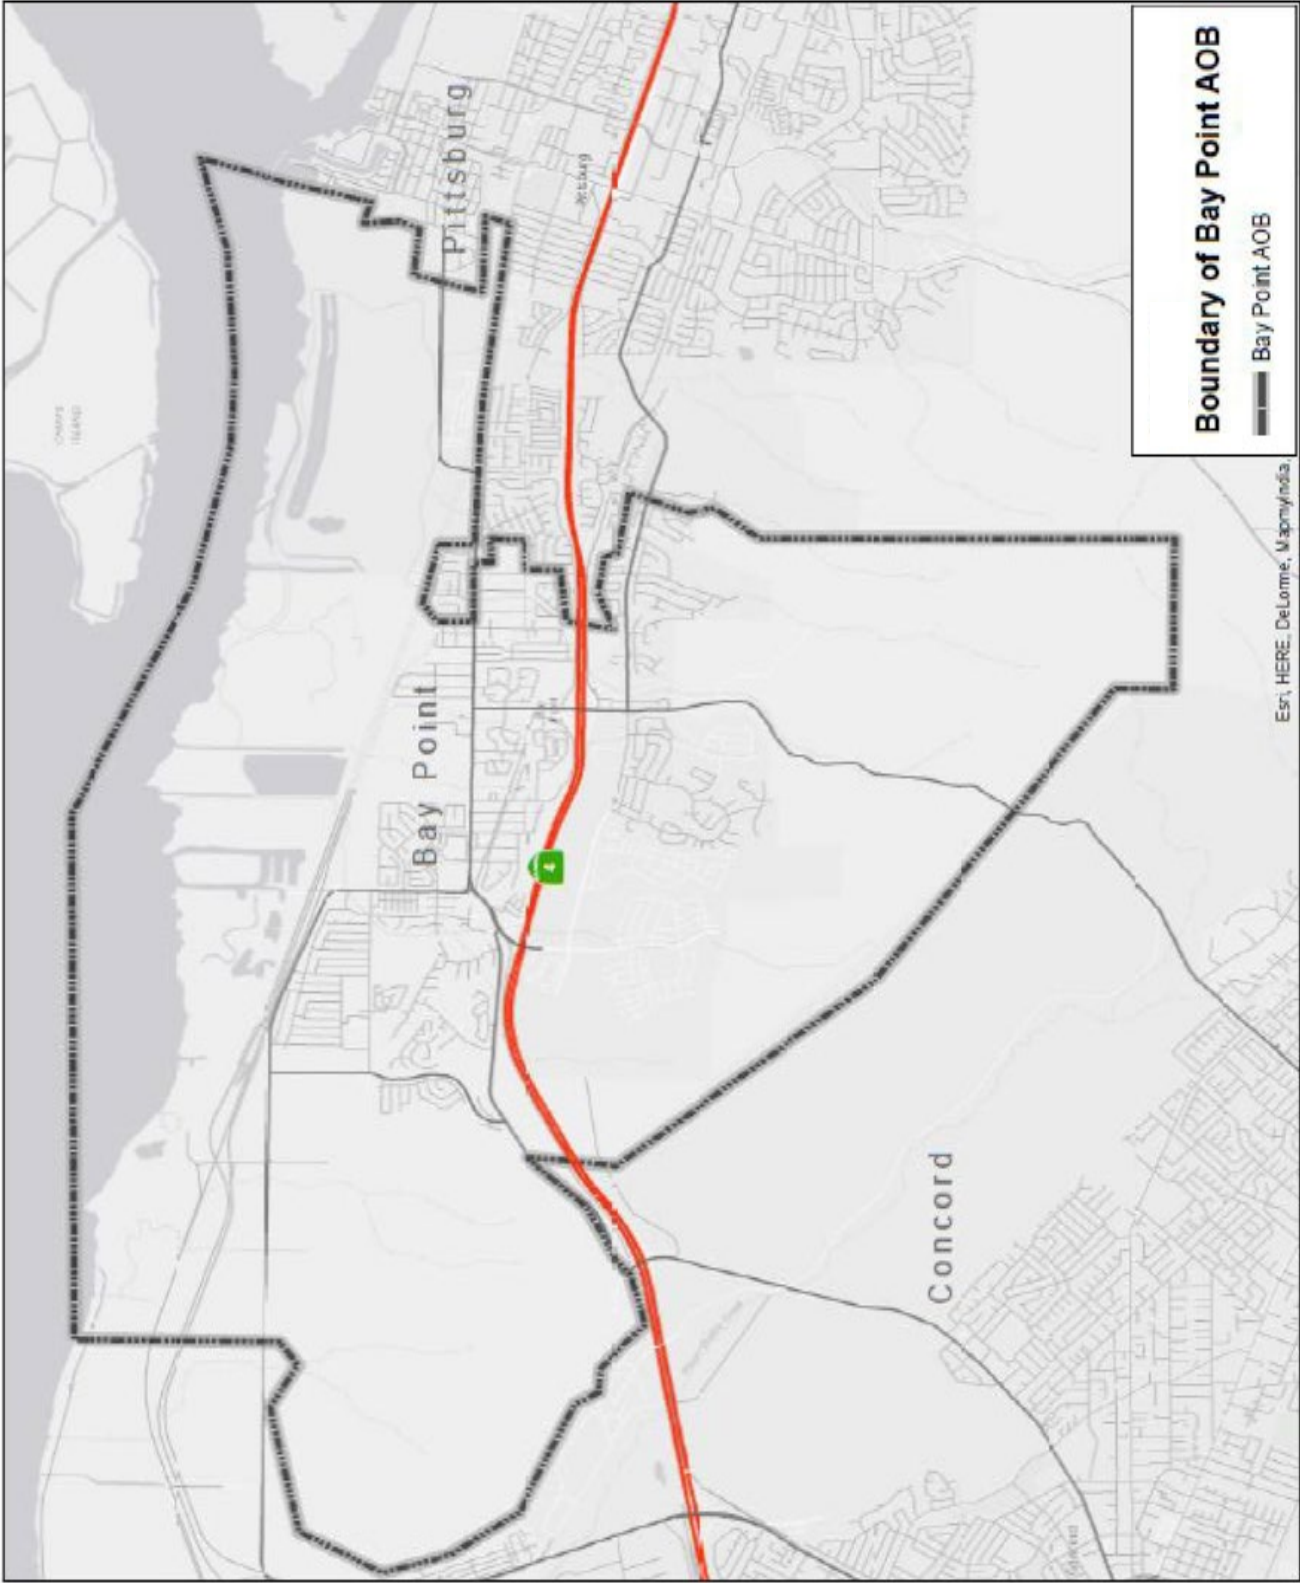 Pittsburg
Bay Point
4
Concord
Boundary of Bay Point AOB
Bay Point AOB
Esri, HERE, DeLorme, MapmyIndia,